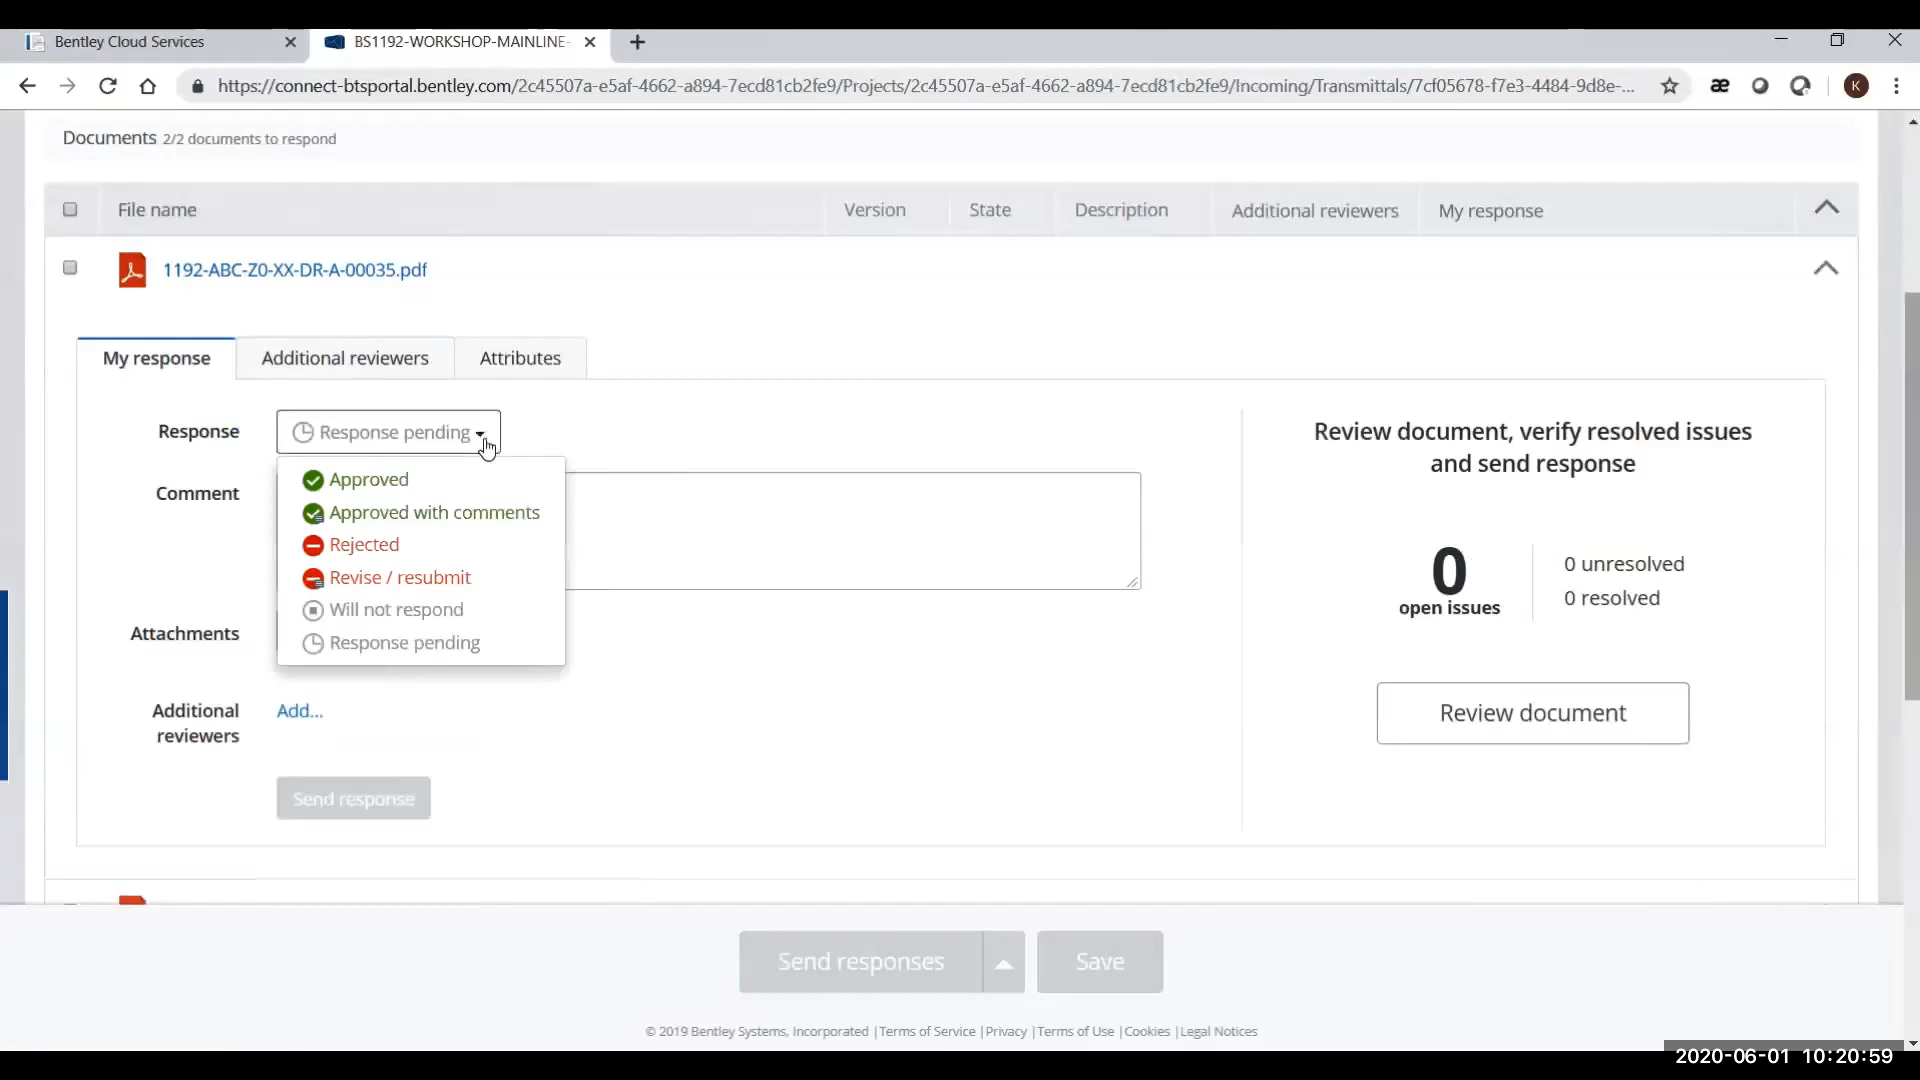 Bentley Cloud Services
BS1192-WORKSHOP-MAINLINE-
https://connect-btsportal.bentley.com/2c45507a-e5af-4662-a894-7ecd81cb2fe9/Projects/2c45507a-e5af-4662-a894-7ecd81cb2fe9/Incoming/Transmittals/7cf05678-f7e3-4484-9d8e-...
æ
K
Documents 2/2 documents to respond
File name Version State Description Additional reviewers My response
1192-ABC-Z0-XX-DR-A-00035.pdf
My response Additional reviewers Attributes
Response Response pending
Approved
Comment
Approved with comments
Rejected
Revise / resubmit
Will not respond
Attachments
Response pending
Additional reviewers
Add...
Send response
Review document, verify resolved issues
and send response
0
open issues
0 unresolved
0 resolved
Review document
Send responses Save
© 2019 Bentley Systems, Incorporated |Terms of Service |Privacy |Terms of Use |Cookies |Legal Notices
2020-06-01 10:20:59